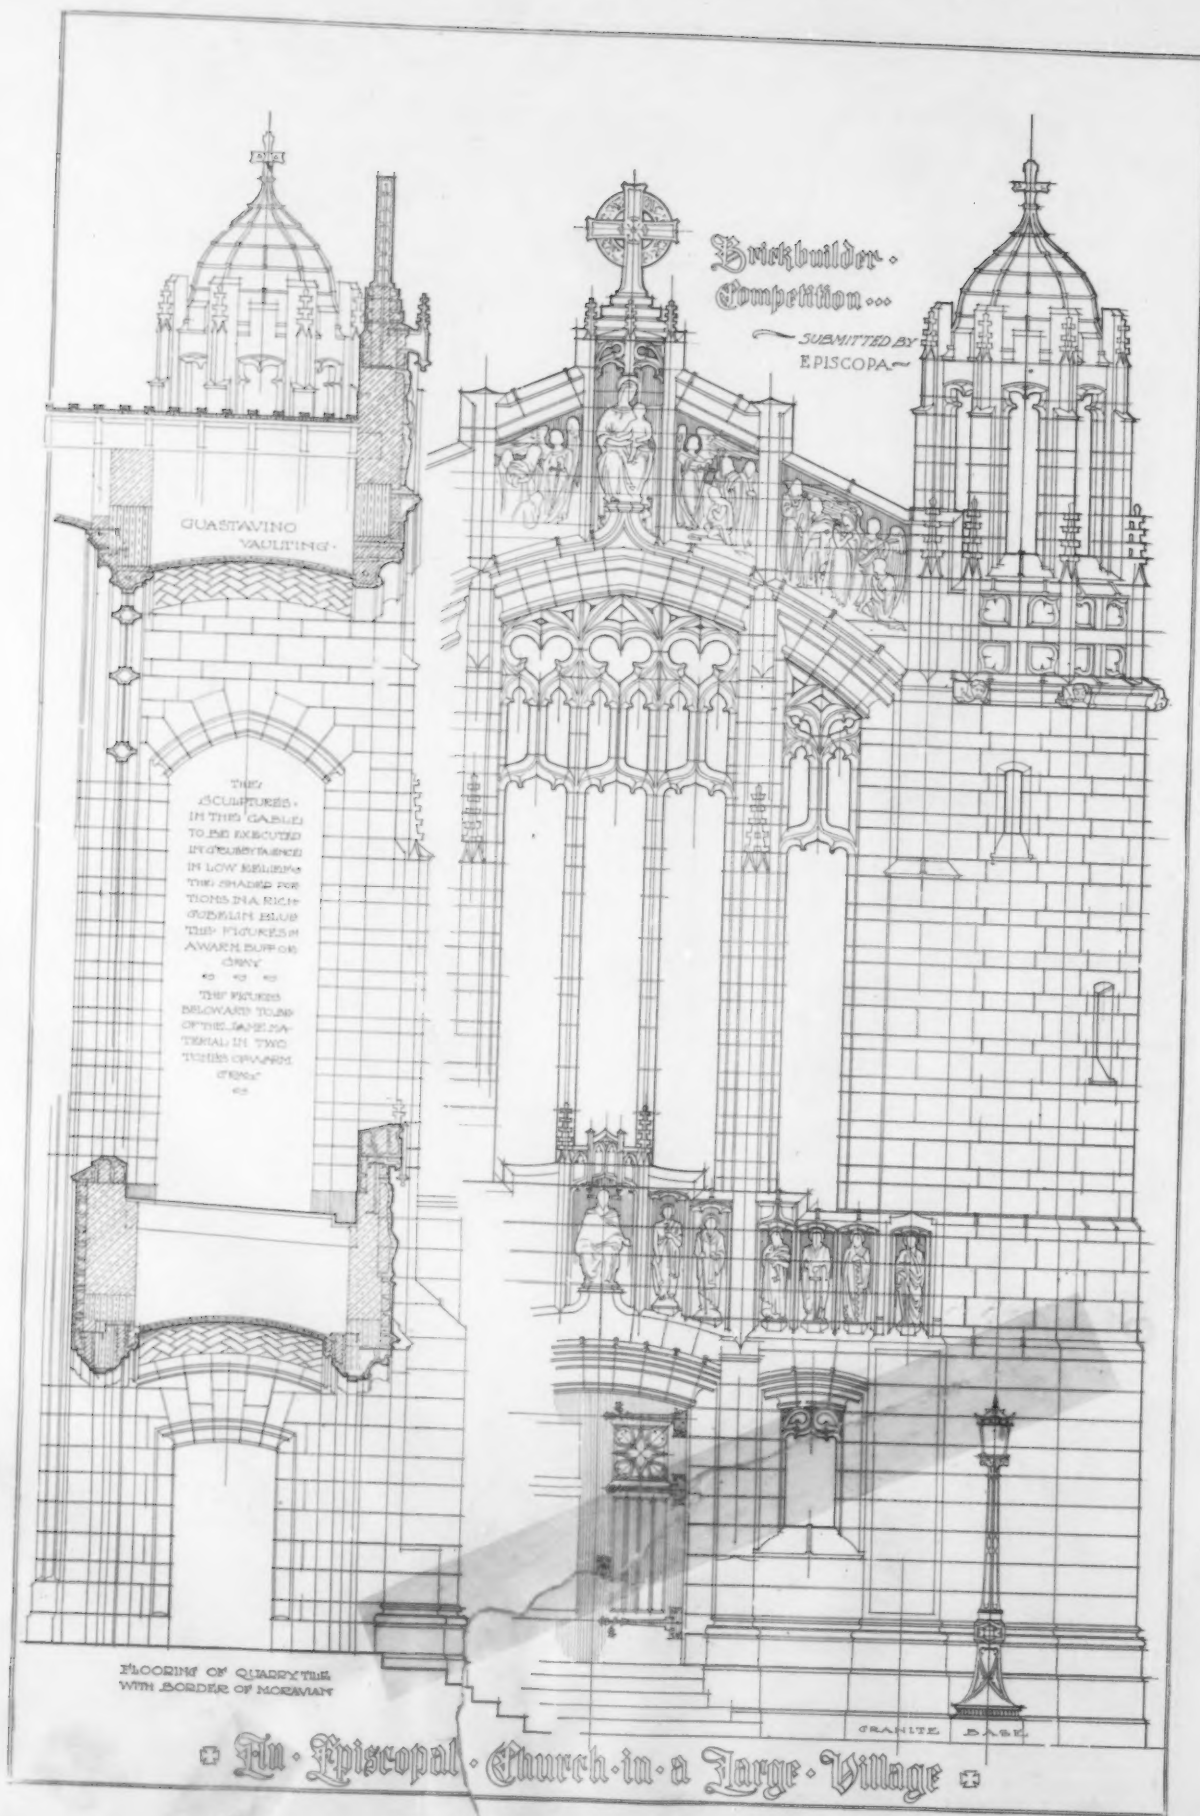 Brickbuilder ·
Competition ...
SUBMITTED BY
EPISCOPA
GUASTAVINO
VAULTING ·
THE
SCULPTURES ·
IN THIS GABLE
TO BE EXECUTED
IN GRUEBY FAIENCE
IN LOW RELIEF
THE SHADED POR
TIONS IN A RICH
GOBELIN BLUE
THE FIGURES IN
A WARM BUFF OR
GRAY
THE FIGURES
BELOW ARE TO BE
OF THE SAME MA-
TERIAL IN TWO
TONES OF WARM
GRAY
FLOORING OF QUARRY TILE
WITH BORDER OF MORAVIAN
GRANITE BASE
An · Episcopal · Church · in · a Large · Village